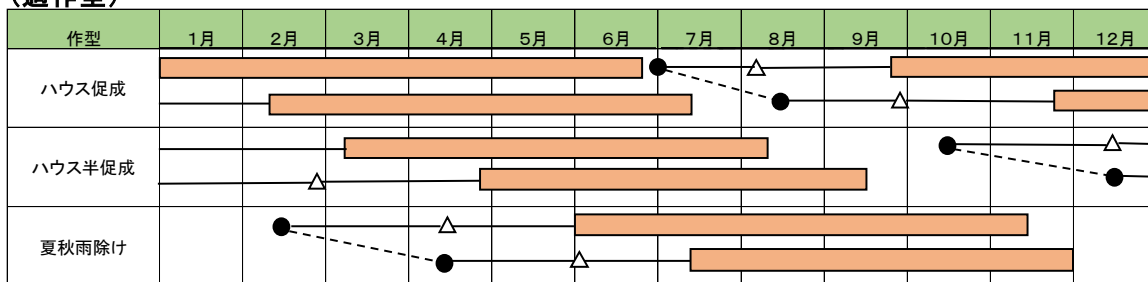 （適作型）
作型 1月 2月 3月 4月 5月 6月 7月 8月 9月 10月 11月 12月
ハウス促成
ハウス半促成
夏秋雨除け